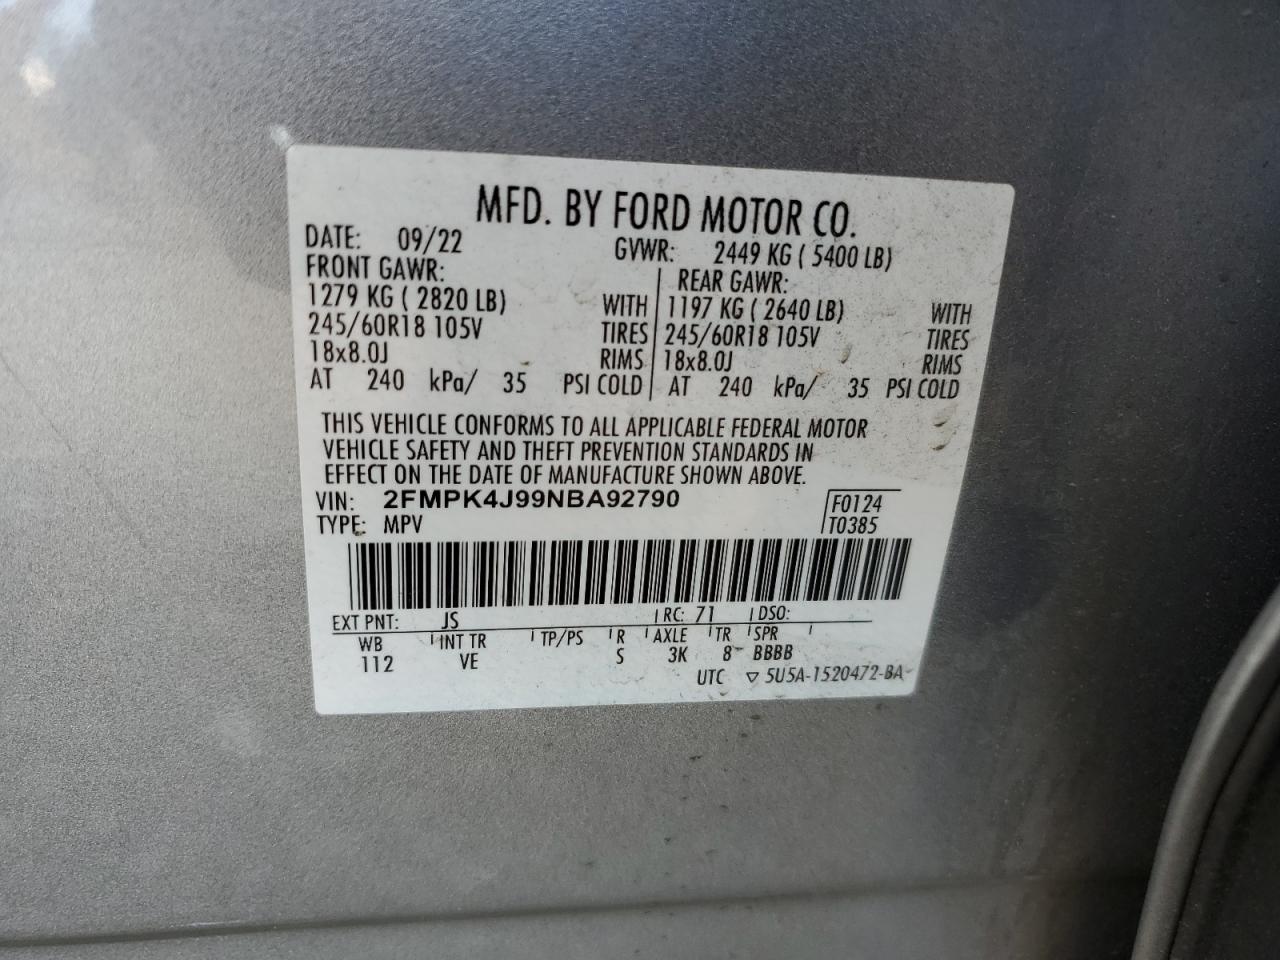 MFD. BY FORD MOTOR CO.
DATE: 09/22 GVWR: 2449 KG ( 5400 LB)
FRONT GAWR: REAR GAWR:
1279 KG ( 2820 LB) WITH 1197 KG ( 2640 LB) WITH
245/60R18 105V TIRES 245/60R18 105V TIRES
18x8.0J RIMS 18x8.0J RIMS
AT 240 kPa/ 35 PSI COLD AT 240 kPa/ 35 PSI COLD
THIS VEHICLE CONFORMS TO ALL APPLICABLE FEDERAL MOTOR
VEHICLE SAFETY AND THEFT PREVENTION STANDARDS IN
EFFECT ON THE DATE OF MANUFACTURE SHOWN ABOVE.
VIN: 2FMPK4J99NBA92790 F0124
TYPE: MPV T0385
EXT PNT: JS RC: 71 DSO:
WB INT TR TP/PS R AXLE TR SPR
112 VE S 3K 8 BBBB
UTC ▽ 5U5A-1520472-BA